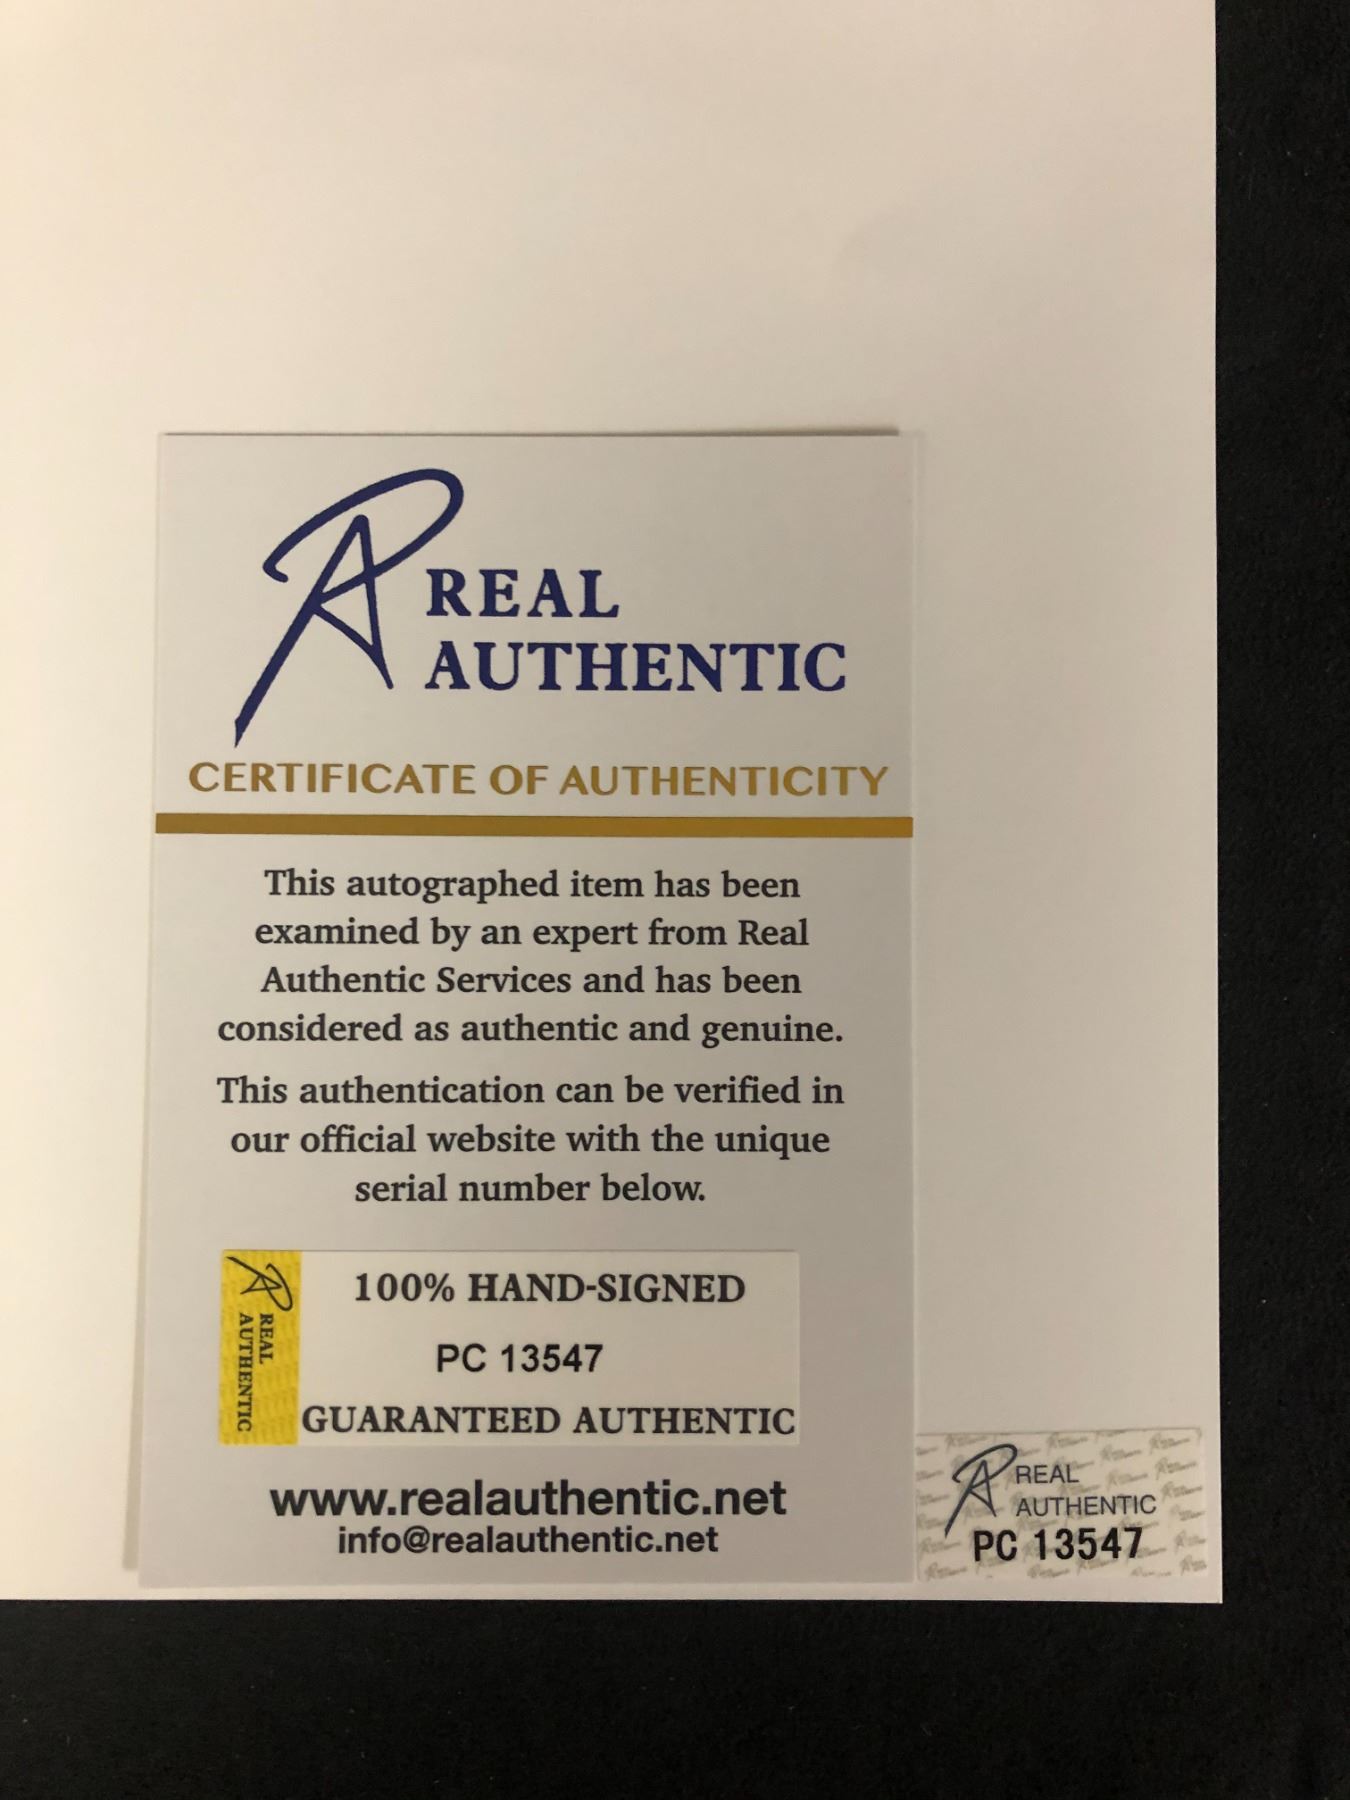 REAL
AUTHENTIC
CERTIFICATE OF AUTHENTICITY
This autographed item has been
examined by an expert from Real
Authentic Services and has been
considered as authentic and genuine.
This authentication can be verified in
our official website with the unique
serial number below.
REAL
AUTHENTIC
100% HAND-SIGNED
PC 13547
GUARANTEED AUTHENTIC
www.realauthentic.net
info@realauthentic.net
REAL
AUTHENTIC
PC 13547